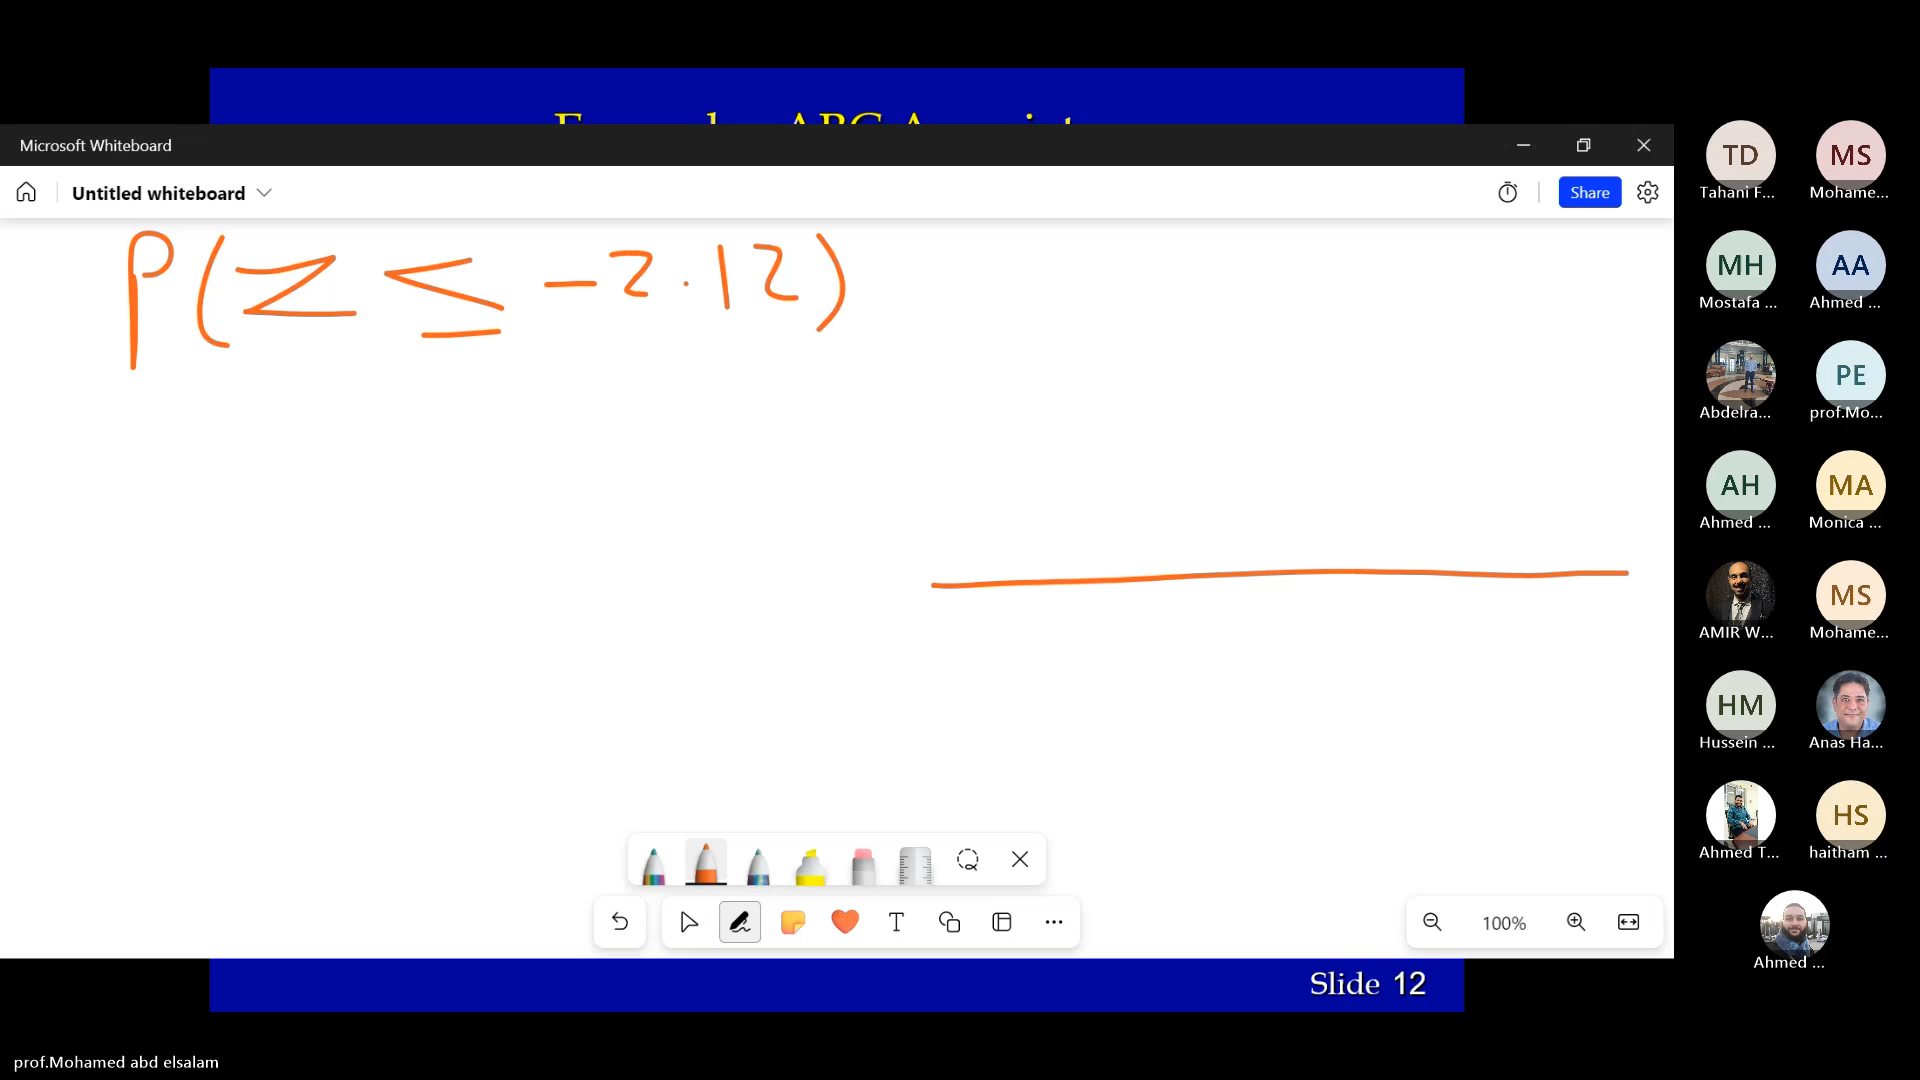 Microsoft Whiteboard
Untitled whiteboard
Share
P(Z ≤ -2.12)
100%
Slide 12
prof.Mohamed abd elsalam
TD
Tahani F...
MS
Mohame...
MH
Mostafa ...
AA
Ahmed ...
Abdelra...
PE
prof.Mo...
AH
Ahmed ...
MA
Monica ...
AMIR W...
MS
Mohame...
HM
Hussein ...
Anas Ha...
Ahmed T...
HS
haitham ...
Ahmed ...